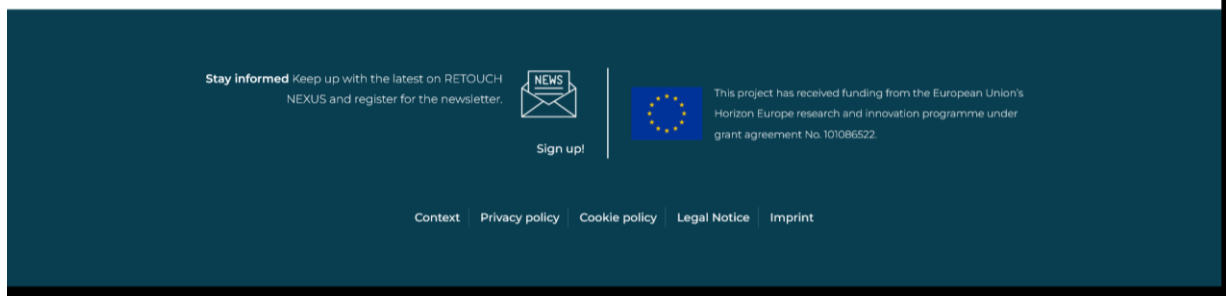 Stay informed Keep up with the latest on RETOUCH
NEXUS and register for the newsletter.
NEWS
Sign up!
This project has received funding from the European Union's
Horizon Europe research and innovation programme under
grant agreement No. 101086522.
Context Privacy policy Cookie policy Legal Notice Imprint